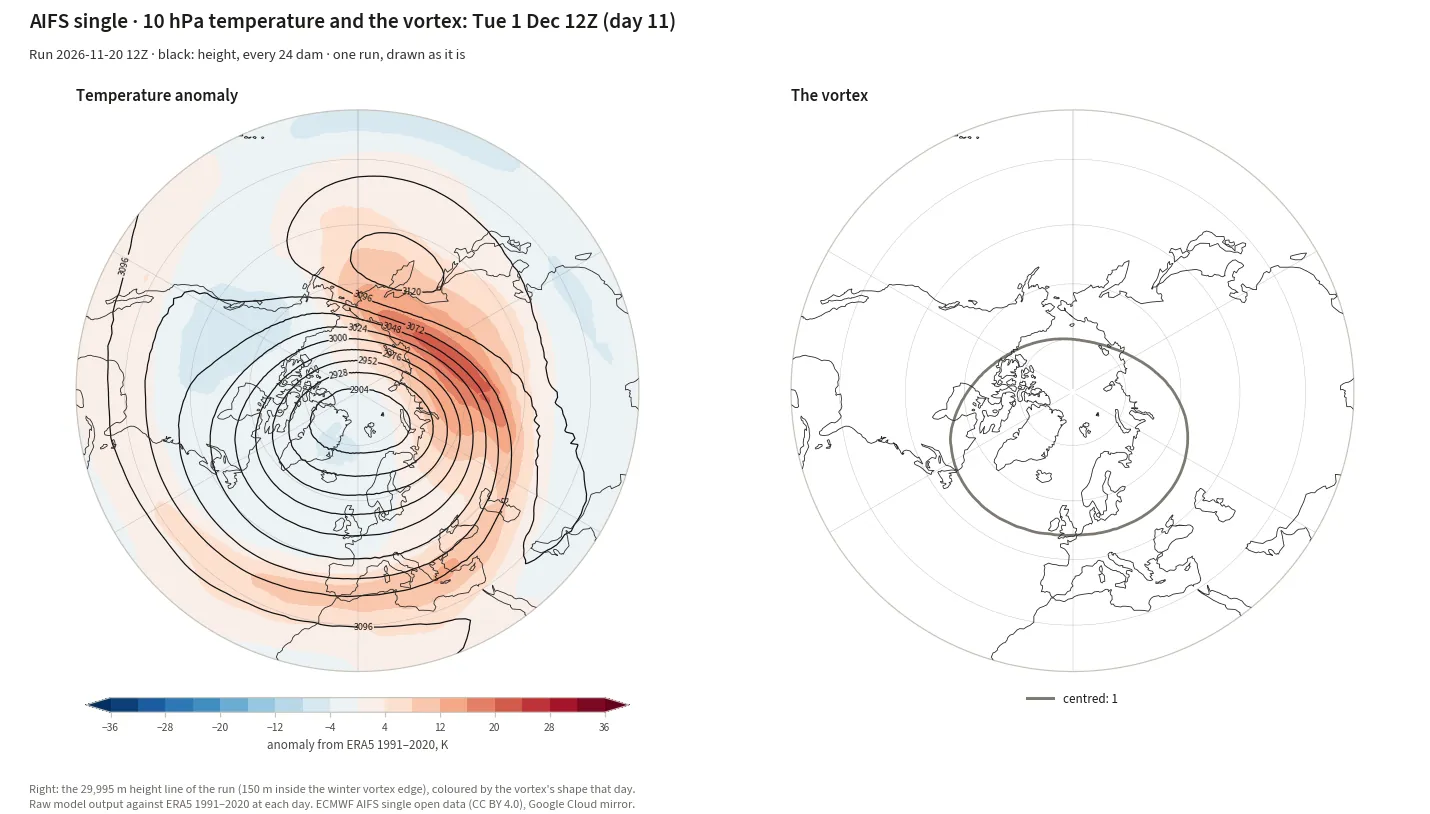 AIFS single · 10 hPa temperature and the vortex: Tue 1 Dec 12Z (day 11)
Run 2026-11-20 12Z · black: height, every 24 dam · one run, drawn as it is
Temperature anomaly
The vortex
3096
3120
3096
3024
3048
3072
3000
2976
2952
2928
2904
3096
centred: 1
−36
−28
−20
−12
−4
4
12
20
28
36
anomaly from ERA5 1991–2020, K
Right: the 29,995 m height line of the run (150 m inside the winter vortex edge), coloured by the vortex's shape that day.
Raw model output against ERA5 1991–2020 at each day. ECMWF AIFS single open data (CC BY 4.0), Google Cloud mirror.